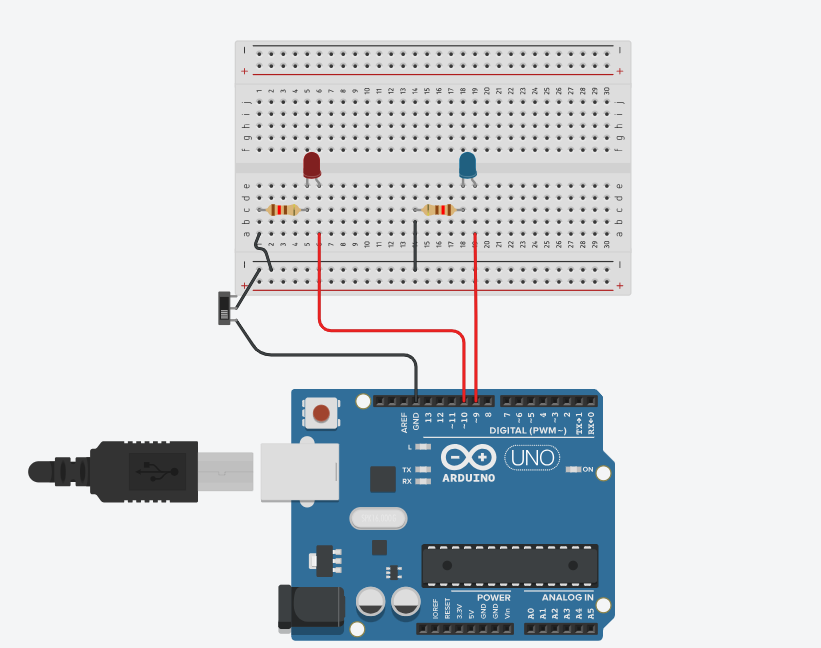 − −
+ +
1 2 3 4 5 6 7 8 9 10 11 12 13 14 15 16 17 18 19 20 21 22 23 24 25 26 27 28 29 30
j j
i i
h h
g g
f f
e e
d d
c c
b b
a a
1 2 3 4 5 6 7 8 9 10 11 12 13 14 15 16 17 18 19 20 21 22 23 24 25 26 27 28 29 30
− −
+ +
AREF GND 13 12 ~11 ~10 ~9 8 7 ~6 ~5 4 ~3 2 TX→1 RX←0
DIGITAL (PWM~)
L
TX
RX
ARDUINO
UNO
ON
POWER
ANALOG IN
IOREF RESET 3.3V 5V GND GND Vin A0 A1 A2 A3 A4 A5